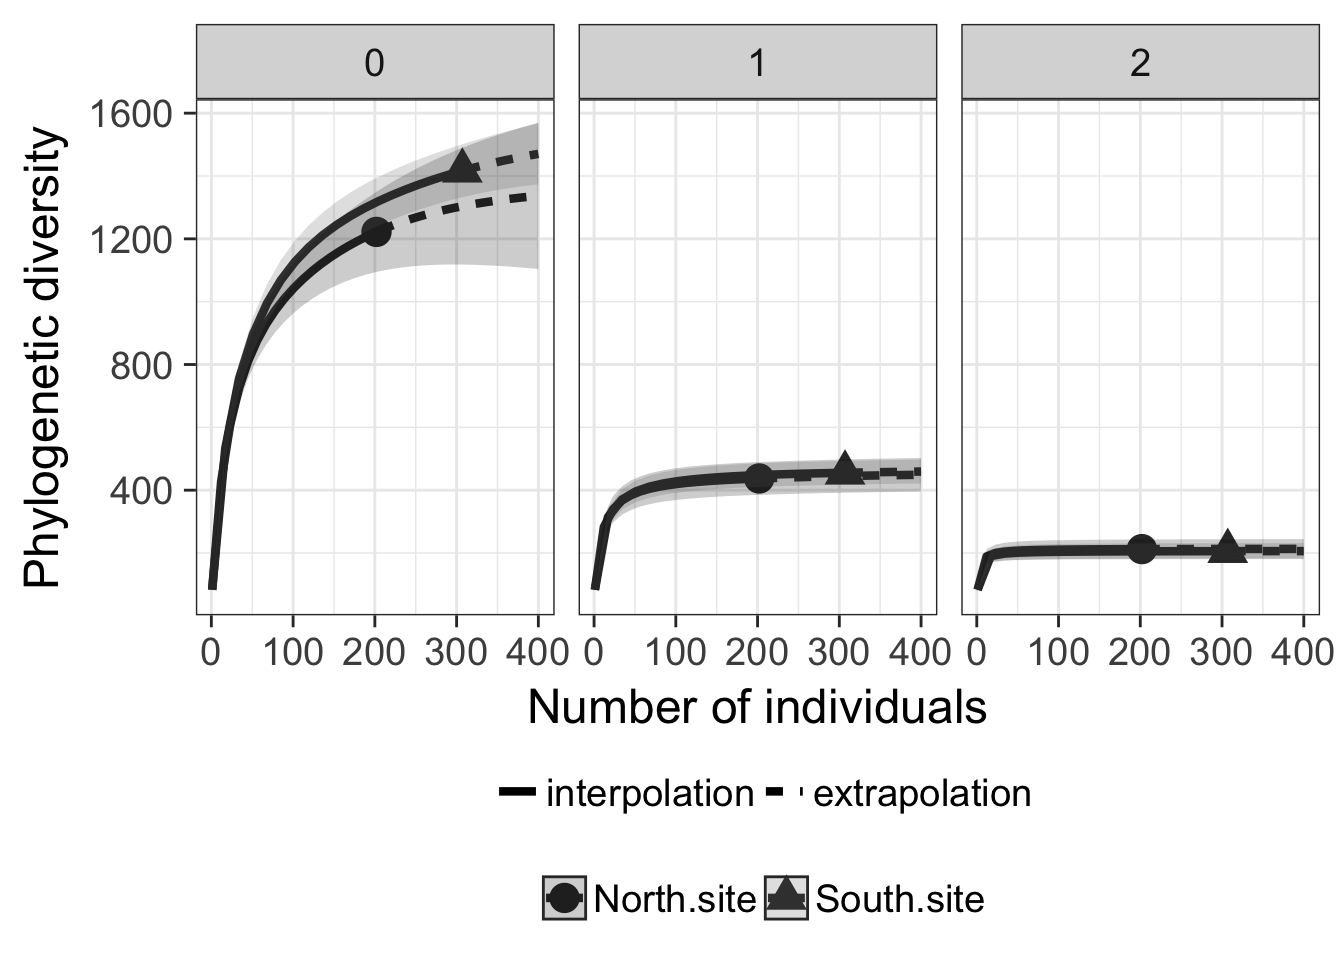 0 1 2
Phylogenetic diversity
1600
1200
800
400
0 100 200 300 400 0 100 200 300 400 0 100 200 300 400
Number of individuals
interpolation extrapolation
North.site South.site